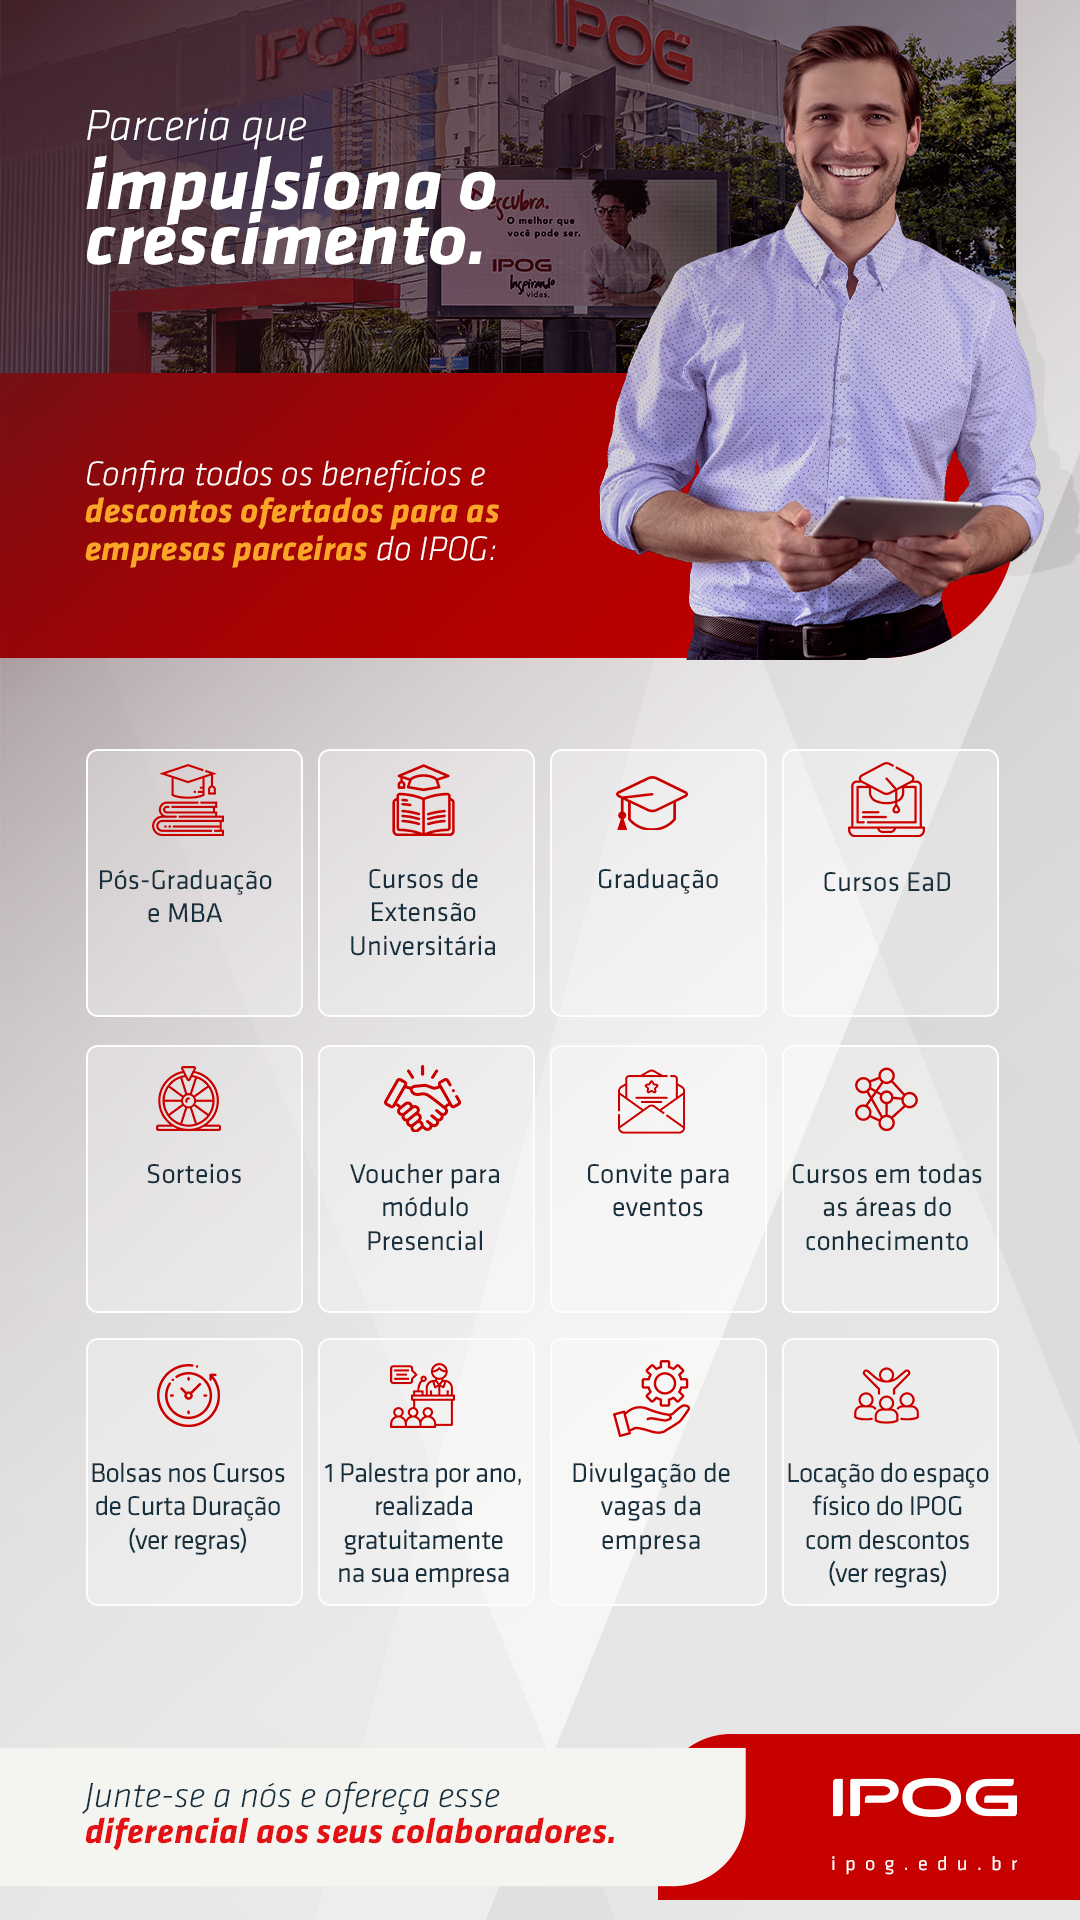 IPOG
IPOG
Parceria que
impulsiona o
crescimento.
Descubra.
O melhor que
você pode ser.
IPOG
Inspirando
vidas.
Confira todos os benefícios e
descontos ofertados para as
empresas parceiras do IPOG:
Pós-Graduação
e MBA
Cursos de
Extensão
Universitária
Graduação
Cursos EaD
Sorteios
Voucher para
módulo
Presencial
Convite para
eventos
Cursos em todas
as áreas do
conhecimento
Bolsas nos Cursos
de Curta Duração
(ver regras)
1 Palestra por ano,
realizada
gratuitamente
na sua empresa
Divulgação de
vagas da
empresa
Locação do espaço
físico do IPOG
com descontos
(ver regras)
Junte-se a nós e ofereça esse
diferencial aos seus colaboradores.
IPOG
ipog.edu.br